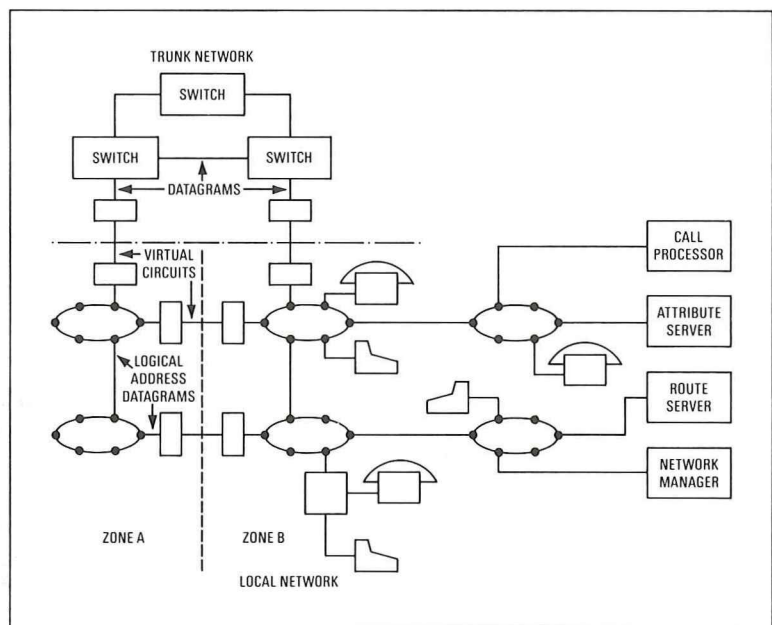 TRUNK NETWORK
SWITCH
SWITCH
SWITCH
DATAGRAMS
VIRTUAL
CIRCUITS
CALL
PROCESSOR
ATTRIBUTE
SERVER
LOGICAL
ADDRESS
DATAGRAMS
ROUTE
SERVER
NETWORK
MANAGER
ZONE A
ZONE B
LOCAL NETWORK